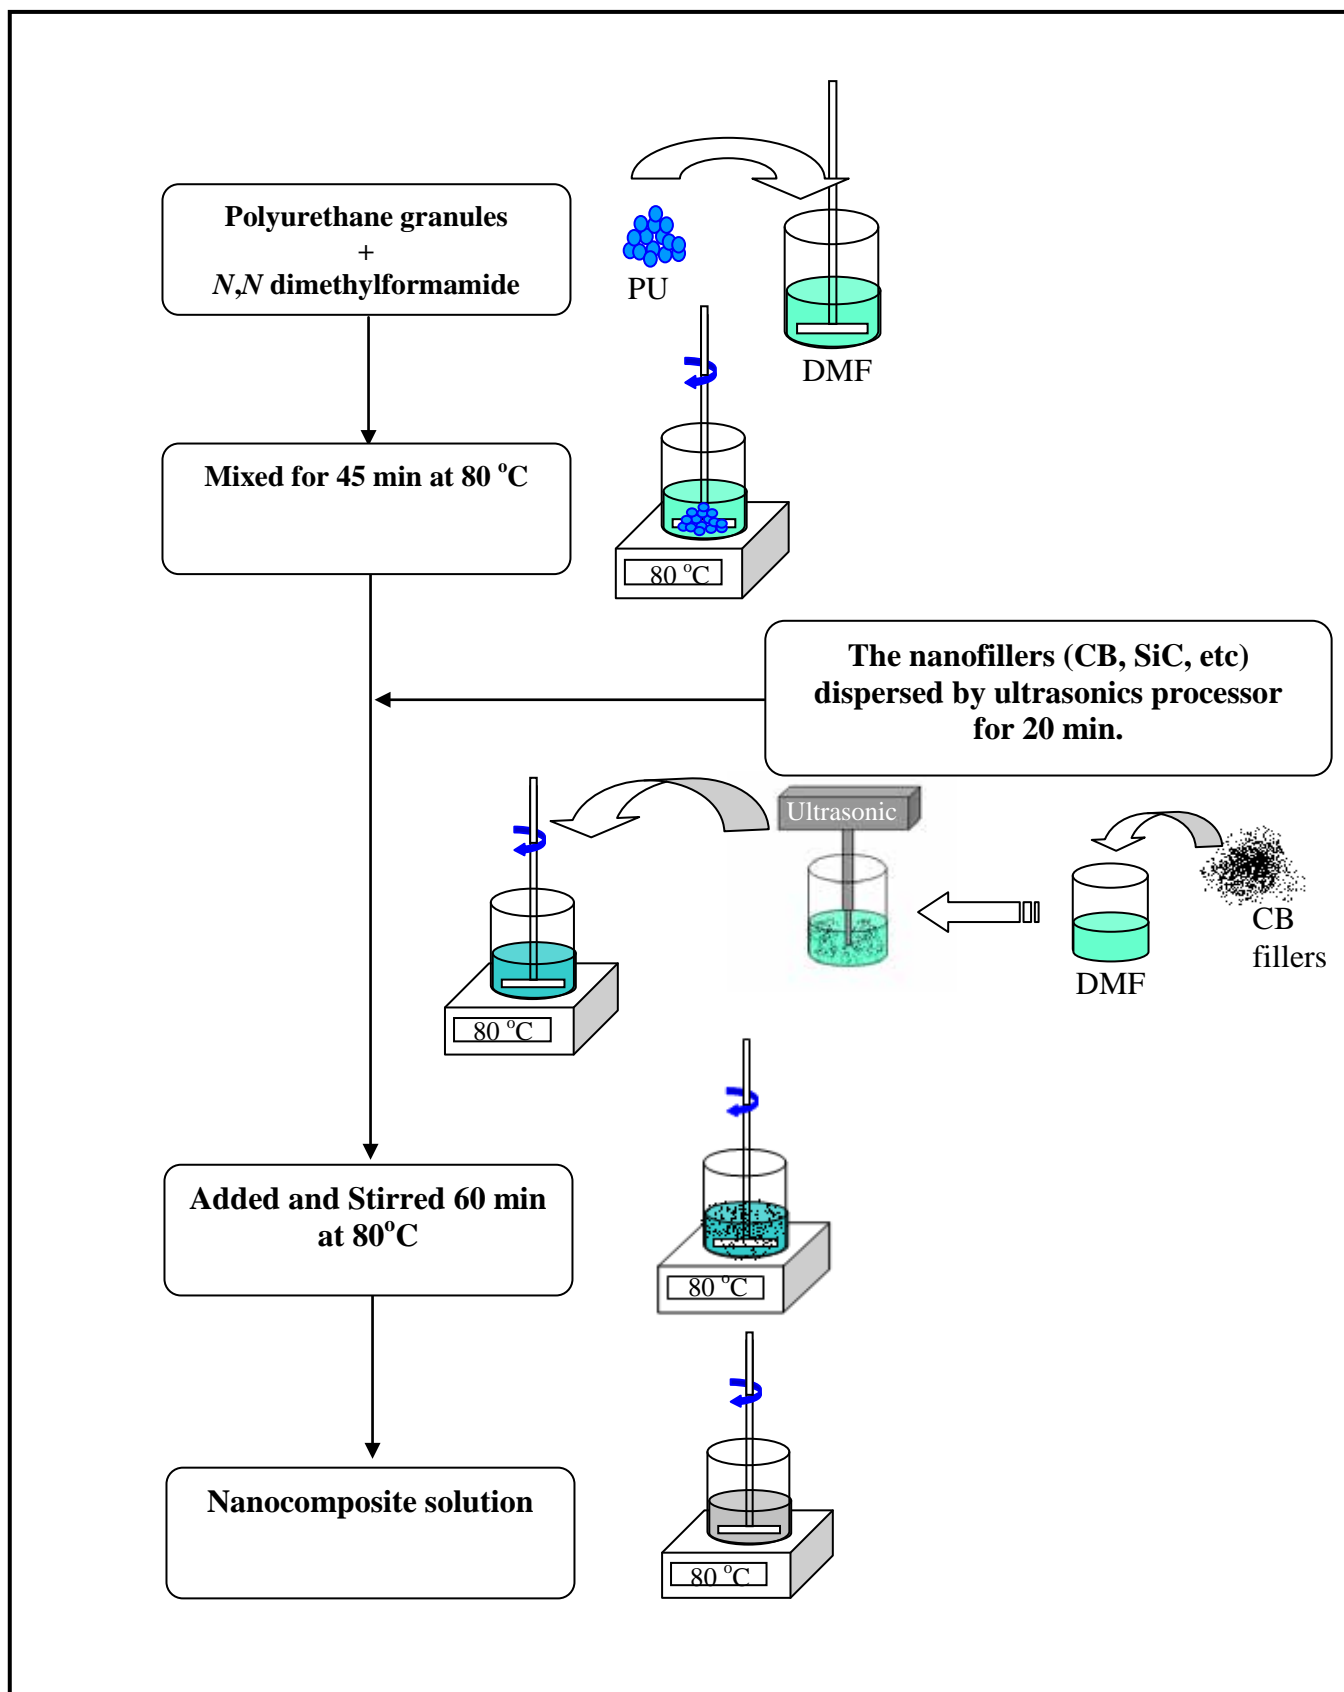 Polyurethane granules
+
N,N dimethylformamide
PU
DMF
Mixed for 45 min at 80 °C
80 °C
The nanofillers (CB, SiC, etc)
dispersed by ultrasonics processor
for 20 min.
Ultrasonic
CB
fillers
DMF
80 °C
Added and Stirred 60 min
at 80°C
80 °C
Nanocomposite solution
80 °C